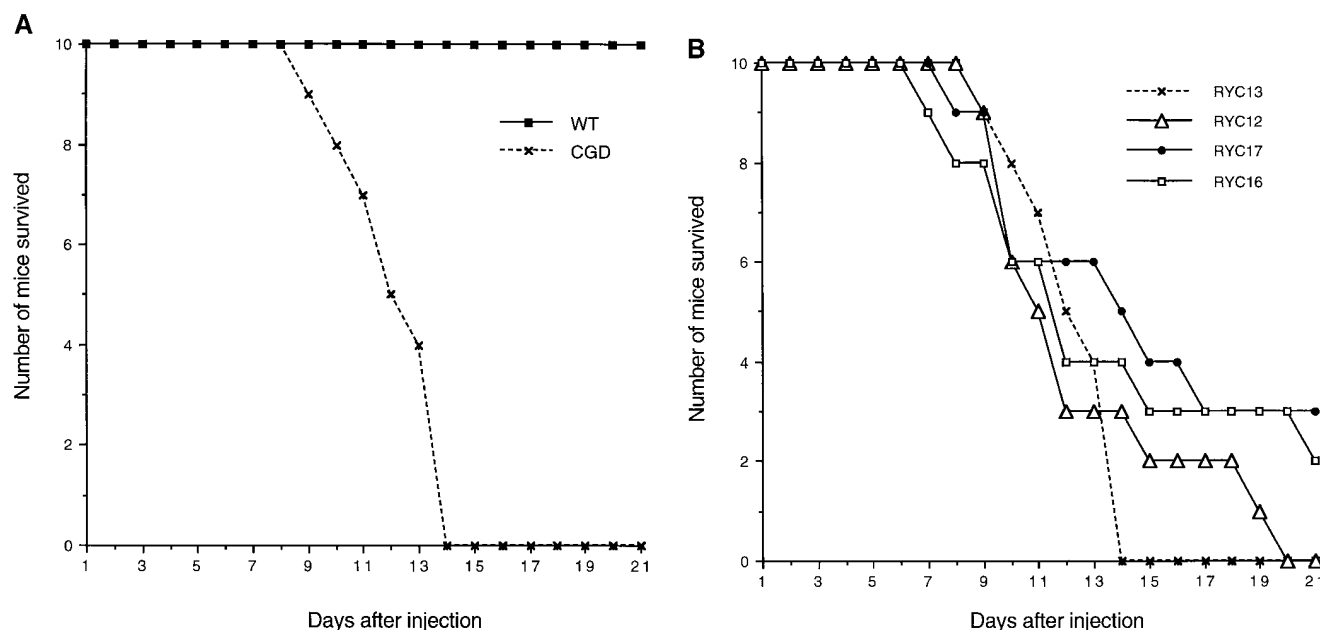 A
10
8
6
4
2
0
Number of mice survived
WT
CGD
1 3 5 7 9 11 13 15 17 19 21
Days after injection
B
10
8
6
4
2
0
Number of mice survived
RYC13
RYC12
RYC17
RYC16
1 3 5 7 9 11 13 15 17 19 21
Days after injection